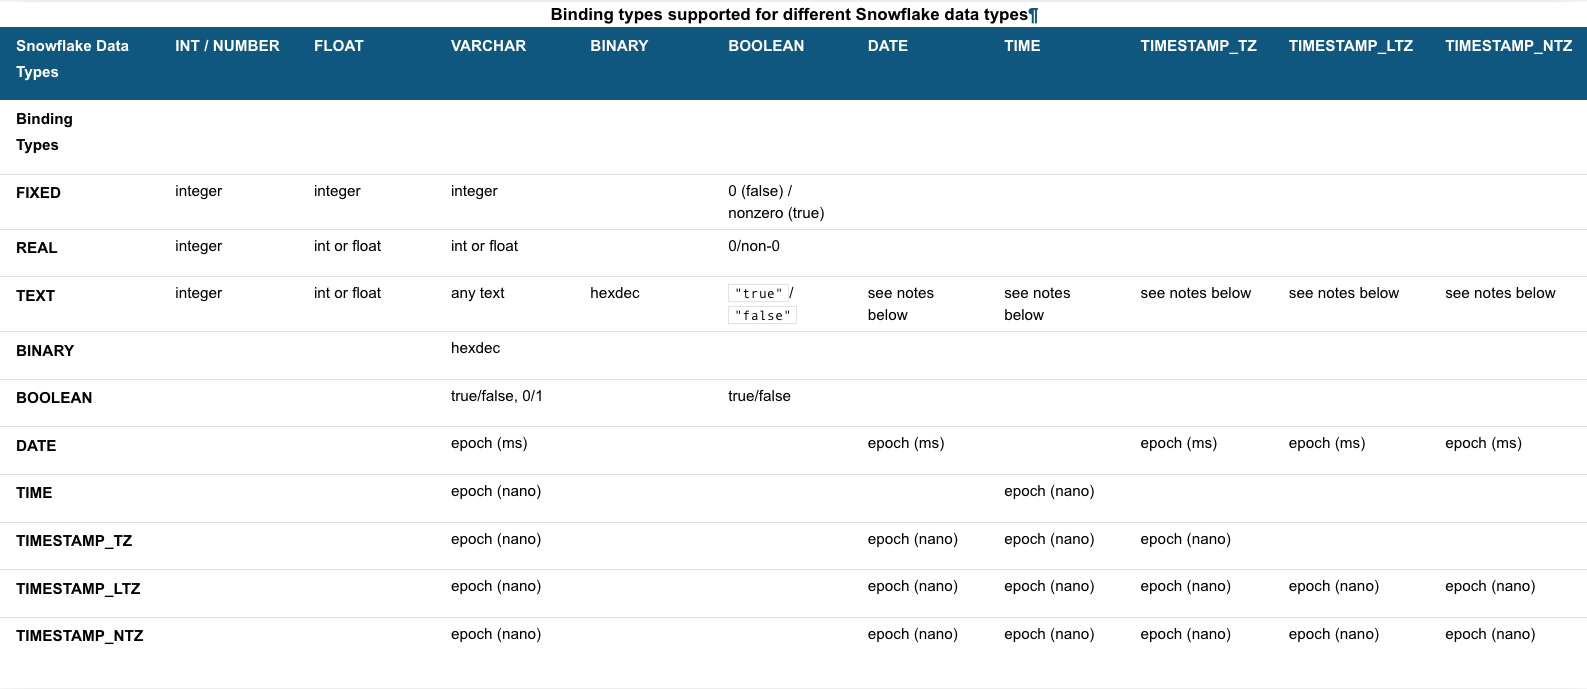 Binding types supported for different Snowflake data types¶
Snowflake Data Types INT / NUMBER FLOAT VARCHAR BINARY BOOLEAN DATE TIME TIMESTAMP_TZ TIMESTAMP_LTZ TIMESTAMP_NTZ
Binding
Types
FIXED integer integer integer 0 (false) / nonzero (true)
REAL integer int or float int or float 0/non-0
TEXT integer int or float any text hexdec "true" / "false" see notes below see notes below see notes below see notes below see notes below
BINARY hexdec
BOOLEAN true/false, 0/1 true/false
DATE epoch (ms) epoch (ms) epoch (ms) epoch (ms) epoch (ms)
TIME epoch (nano) epoch (nano)
TIMESTAMP_TZ epoch (nano) epoch (nano) epoch (nano) epoch (nano)
TIMESTAMP_LTZ epoch (nano) epoch (nano) epoch (nano) epoch (nano) epoch (nano) epoch (nano)
TIMESTAMP_NTZ epoch (nano) epoch (nano) epoch (nano) epoch (nano) epoch (nano) epoch (nano)